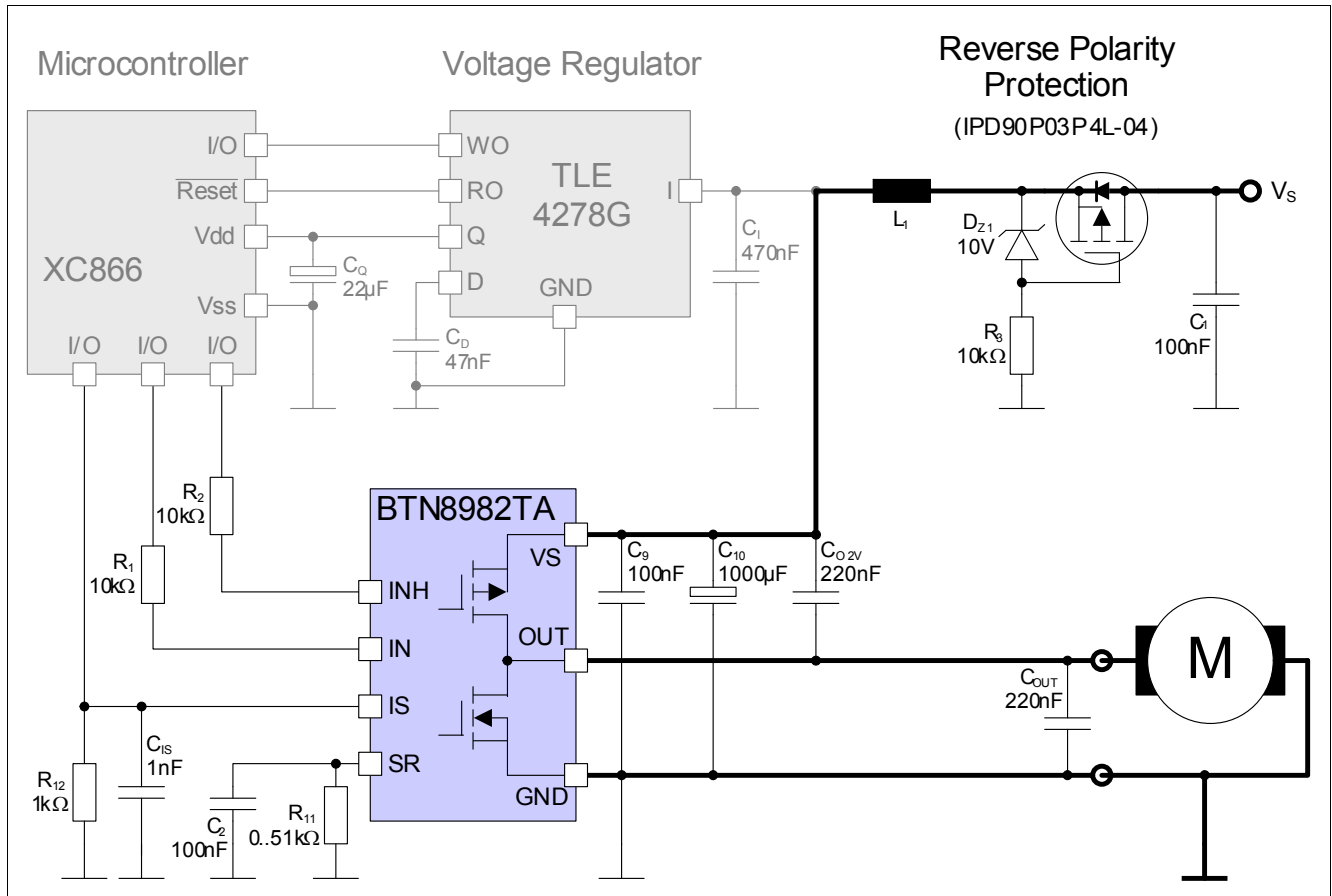 Microcontroller
Voltage Regulator
Reverse Polarity
Protection
(IPD90P03P4L-04)
XC866
I/O
Reset
Vdd
Vss
I/O
I/O
I/O
TLE
4278G
WO
RO
Q
D
GND
I
C_Q
22µF
C_D
47nF
C_I
470nF
L_1
D_Z1
10V
R_3
10kΩ
C_1
100nF
V_S
R_2
10kΩ
R_1
10kΩ
BTN8982TA
VS
INH
OUT
IN
IS
SR
GND
C_9
100nF
C_10
1000µF
C_O2V
220nF
C_OUT
220nF
M
C_IS
1nF
R_12
1kΩ
C_2
100nF
R_11
0..51kΩ